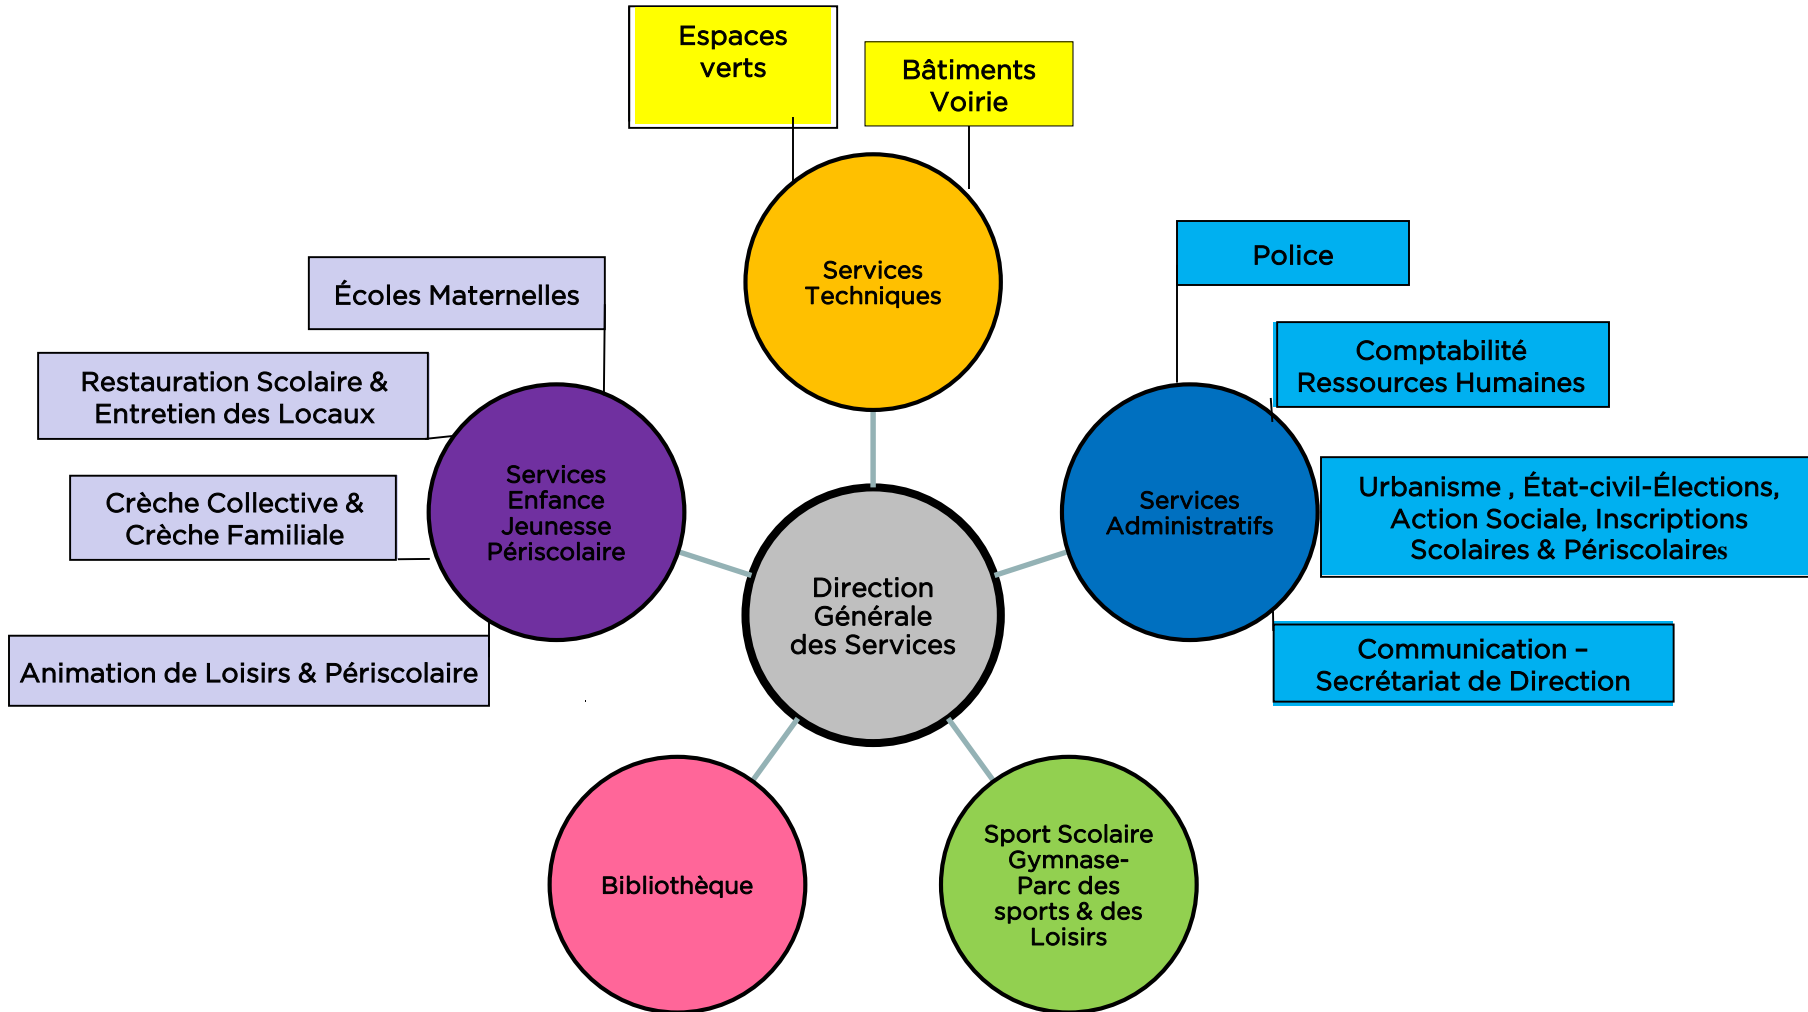 Espaces
verts
Bâtiments
Voirie
Services
Techniques
Police
Écoles Maternelles
Comptabilité
Ressources Humaines
Restauration Scolaire &
Entretien des Locaux
Services
Enfance
Jeunesse
Périscolaire
Services
Administratifs
Urbanisme , État-civil-Élections,
Action Sociale, Inscriptions
Scolaires & Périscolaires
Crèche Collective &
Crèche Familiale
Direction
Générale
des Services
Animation de Loisirs & Périscolaire
Communication –
Secrétariat de Direction
Bibliothèque
Sport Scolaire
Gymnase-
Parc des
sports & des
Loisirs